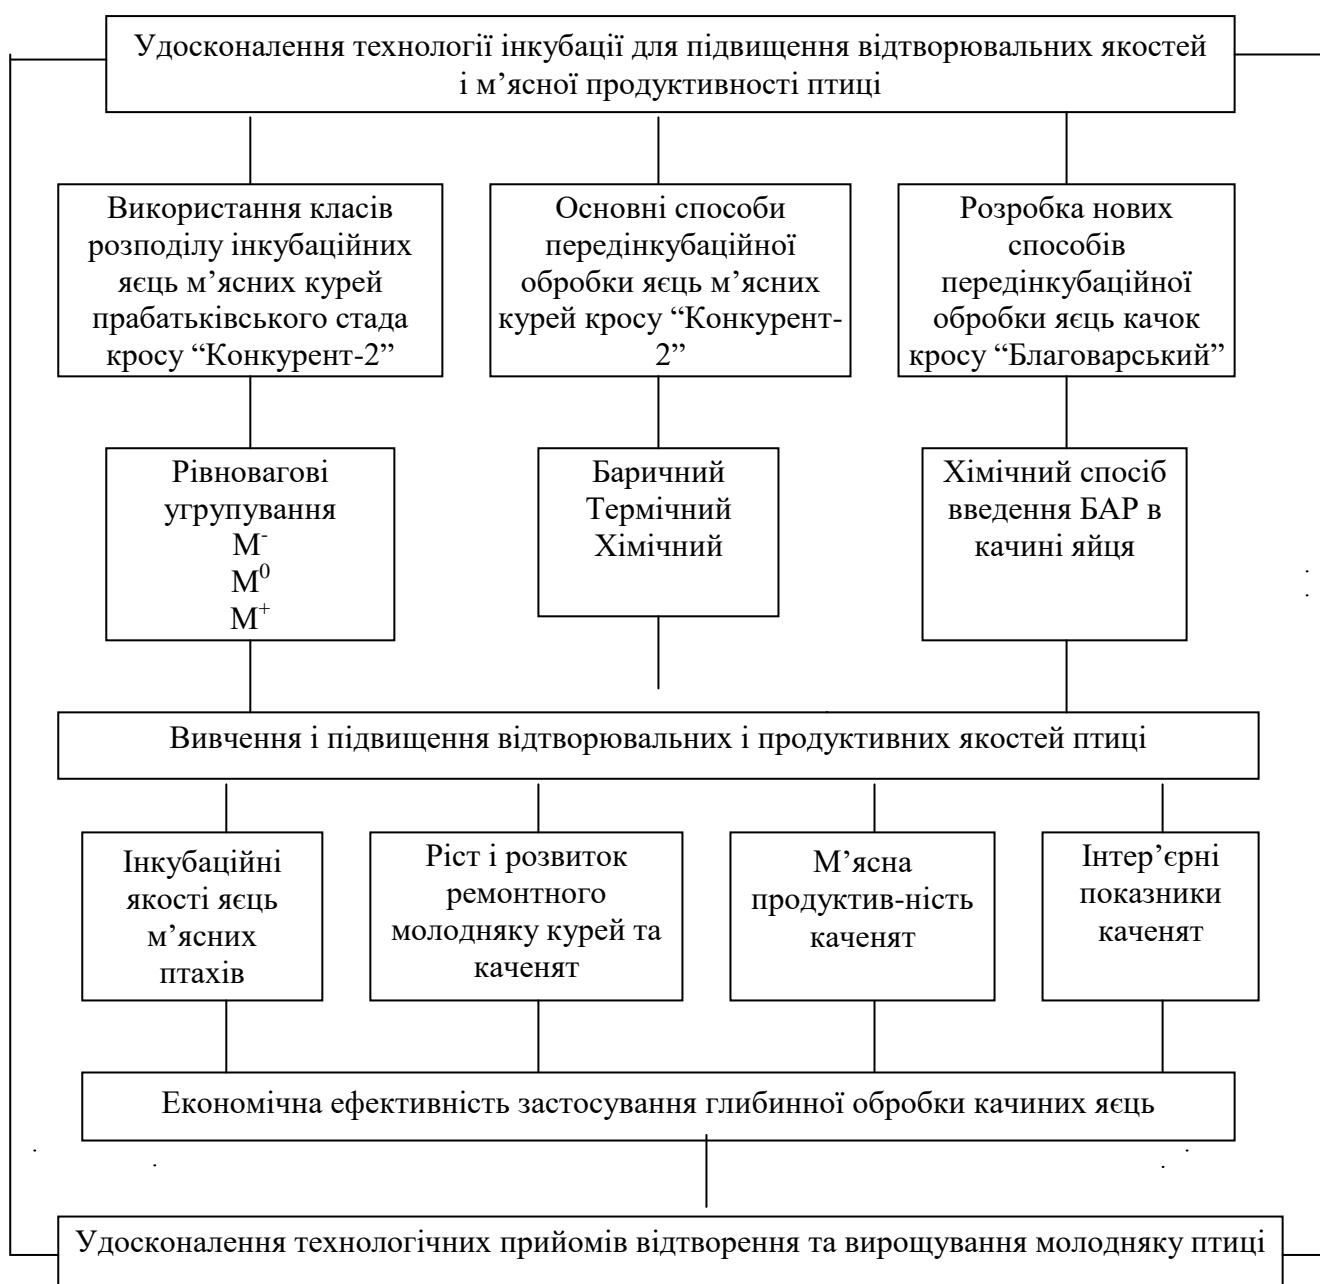 Удосконалення технології інкубації для підвищення відтворювальних якостей
і м’ясної продуктивності птиці
Використання класів
розподілу інкубаційних
яєць м’ясних курей
прабатьківського стада
кросу “Конкурент-2”
Основні способи
передінкубаційної
обробки яєць м’ясних
курей кросу “Конкурент-
2”
Розробка нових
способів
передінкубаційної
обробки яєць качок
кросу “Благоварський”
Рівновагові
угрупування
М⁻
М⁰
М⁺
Баричний
Термічний
Хімічний
Хімічний спосіб
введення БАР в
качині яйця
Вивчення і підвищення відтворювальних і продуктивних якостей птиці
Інкубаційні
якості яєць
м’ясних
птахів
Ріст і розвиток
ремонтного
молодняку курей та
каченят
М’ясна
продуктив-ність
каченят
Інтер’єрні
показники
каченят
Економічна ефективність застосування глибинної обробки качиних яєць
Удосконалення технологічних прийомів відтворення та вирощування молодняку птиці